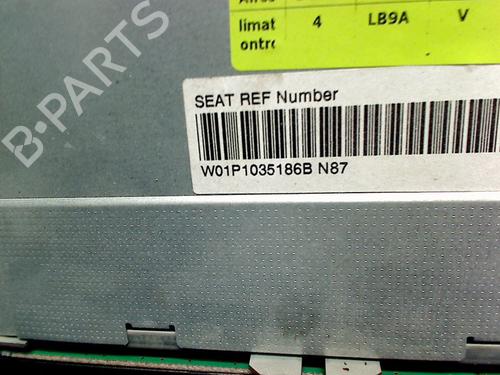 limat 4 LB9A V
ontro
SEAT REF Number
W01P1035186B N87
B-PARTS